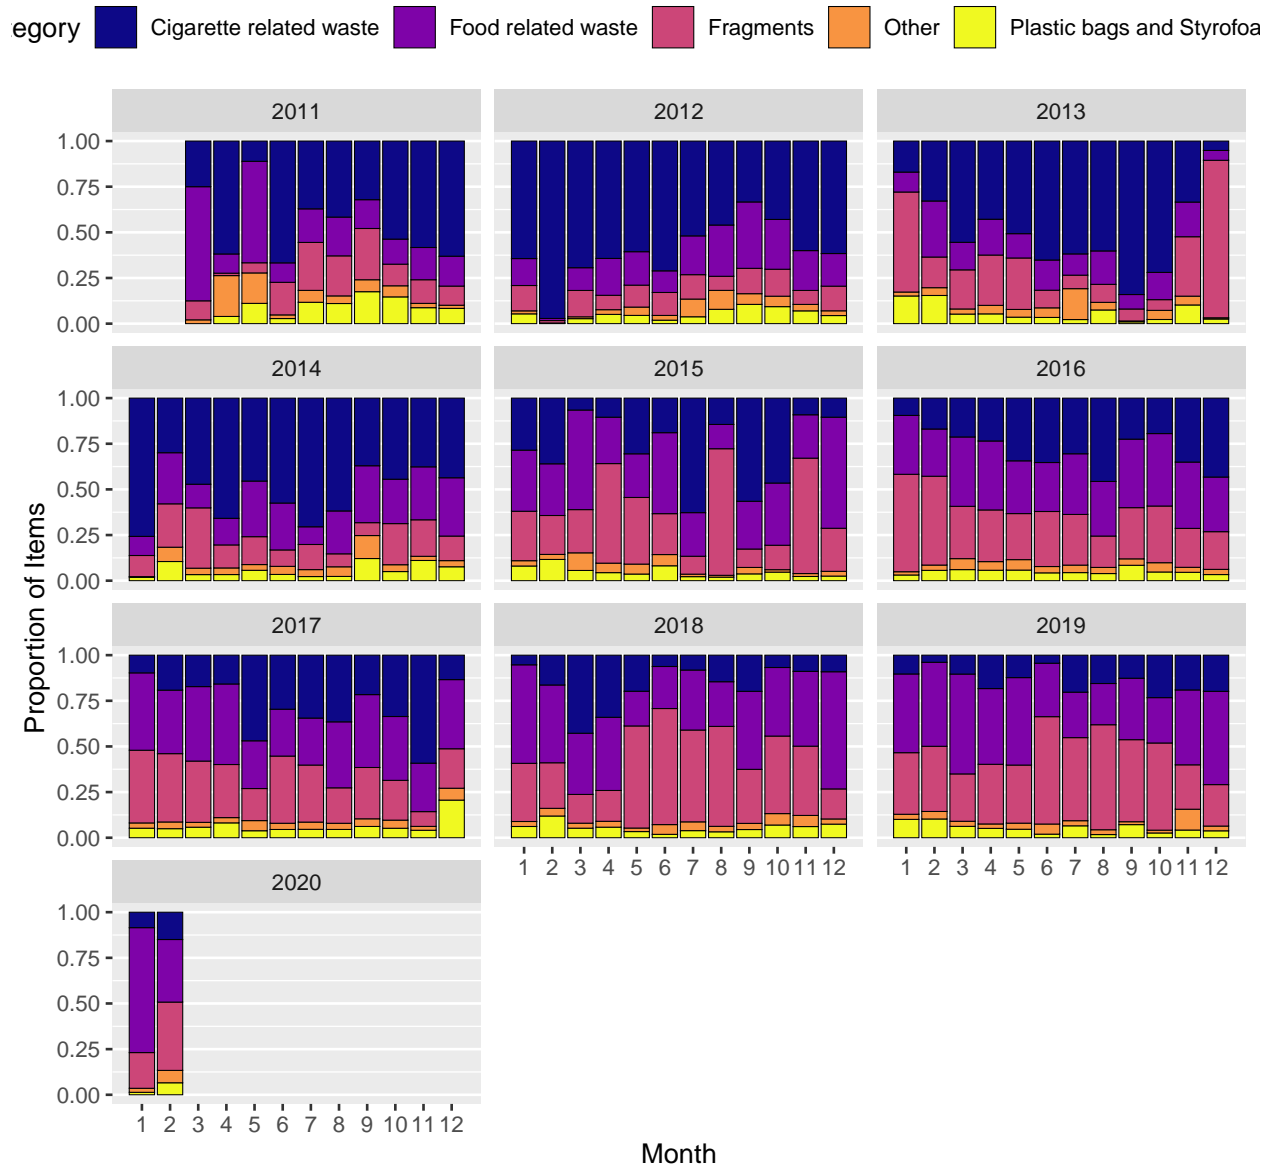 egory Cigarette related waste Food related waste Fragments Other Plastic bags and Styrofoa
2011 2012 2013
1.00
0.75
0.50
0.25
0.00
2014 2015 2016
1.00
0.75
0.50
0.25
0.00
2017 2018 2019
1.00
0.75
0.50
0.25
0.00
1 2 3 4 5 6 7 8 9 10 11 12 1 2 3 4 5 6 7 8 9 10 11 12
2020
1.00
0.75
0.50
0.25
0.00
1 2 3 4 5 6 7 8 9 10 11 12
Proportion of Items
Month